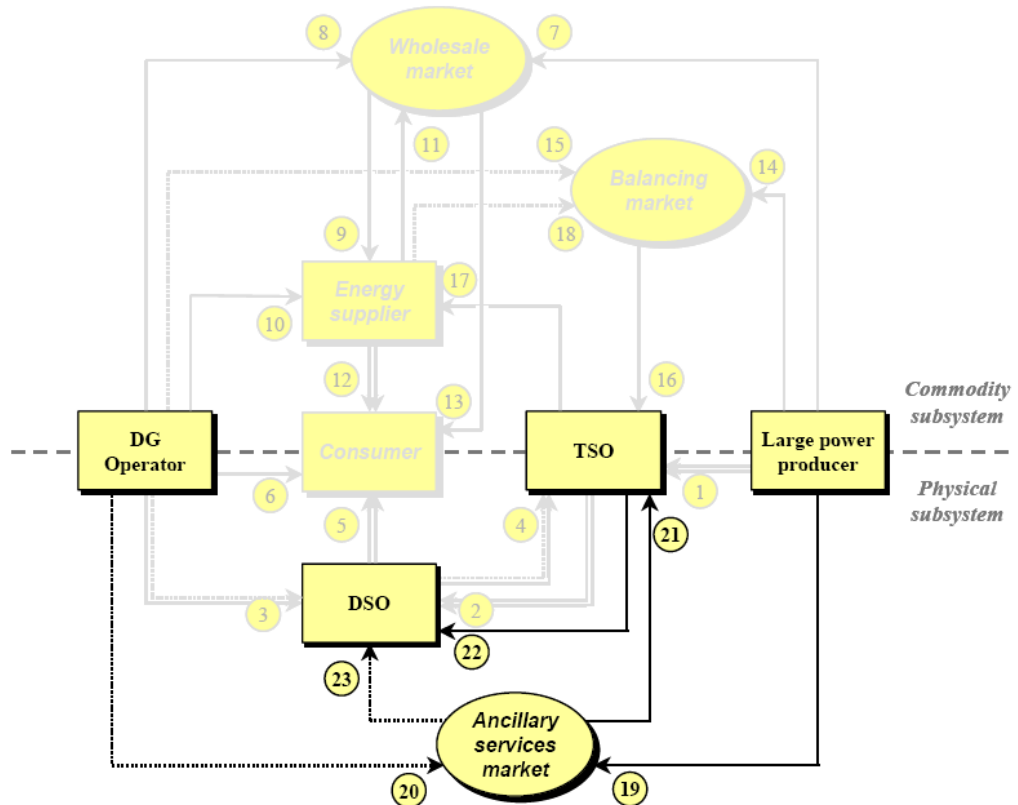 8
Wholesale
market
7
11
15
Balancing
market
14
18
9
Energy
supplier
17
10
12
13
16
Commodity
subsystem
DG
Operator
Consumer
TSO
Large power
producer
6
5
4
1
Physical
subsystem
21
3
DSO
2
22
23
Ancillary
services
market
20
19